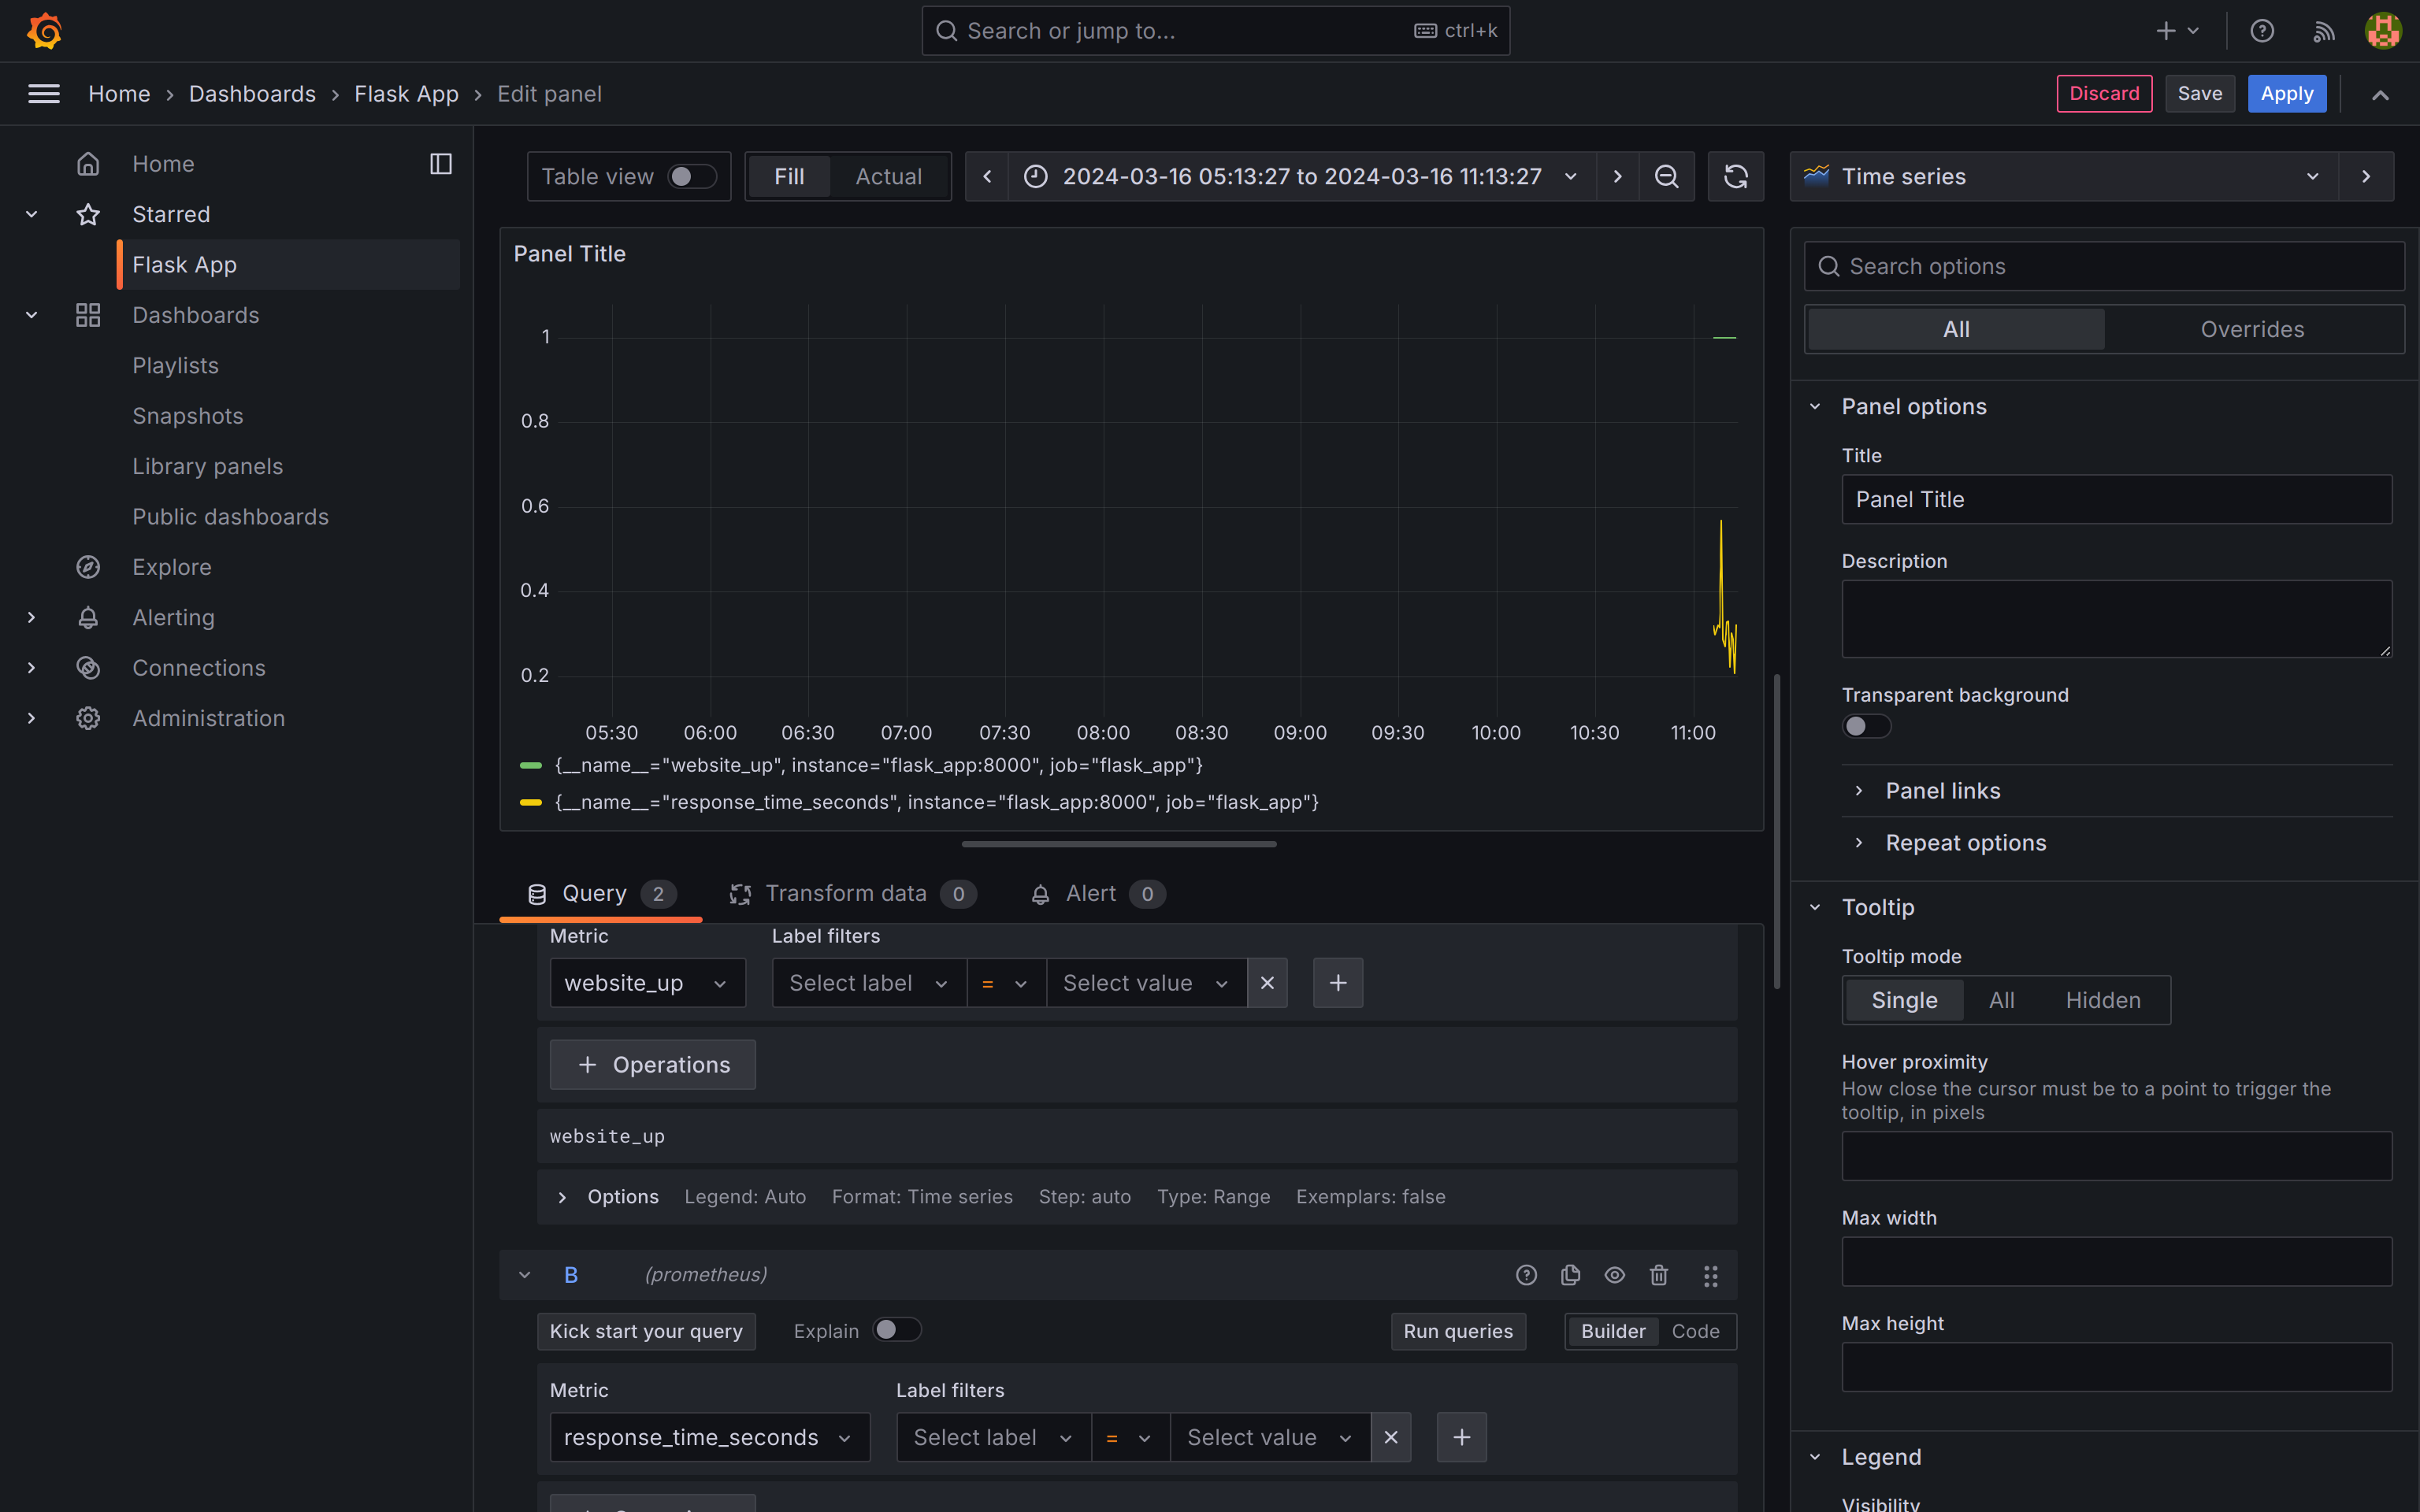 Search or jump to...
ctrl+k
Home › Dashboards › Flask App › Edit panel
Discard
Save
Apply
Home
Starred
Flask App
Dashboards
Playlists
Snapshots
Library panels
Public dashboards
Explore
Alerting
Connections
Administration
Table view
Fill
Actual
2024-03-16 05:13:27 to 2024-03-16 11:13:27
Time series
Panel Title
1
0.8
0.6
0.4
0.2
05:30 06:00 06:30 07:00 07:30 08:00 08:30 09:00 09:30 10:00 10:30 11:00
{__name__="website_up", instance="flask_app:8000", job="flask_app"}
{__name__="response_time_seconds", instance="flask_app:8000", job="flask_app"}
Query 2
Transform data 0
Alert 0
Metric
Label filters
website_up
Select label
=
Select value
+ Operations
website_up
Options Legend: Auto Format: Time series Step: auto Type: Range Exemplars: false
B (prometheus)
Kick start your query
Explain
Run queries
Builder
Code
Metric
Label filters
response_time_seconds
Select label
=
Select value
Search options
All
Overrides
Panel options
Title
Panel Title
Description
Transparent background
Panel links
Repeat options
Tooltip
Tooltip mode
Single
All
Hidden
Hover proximity
How close the cursor must be to a point to trigger the
tooltip, in pixels
Max width
Max height
Legend
Visibility